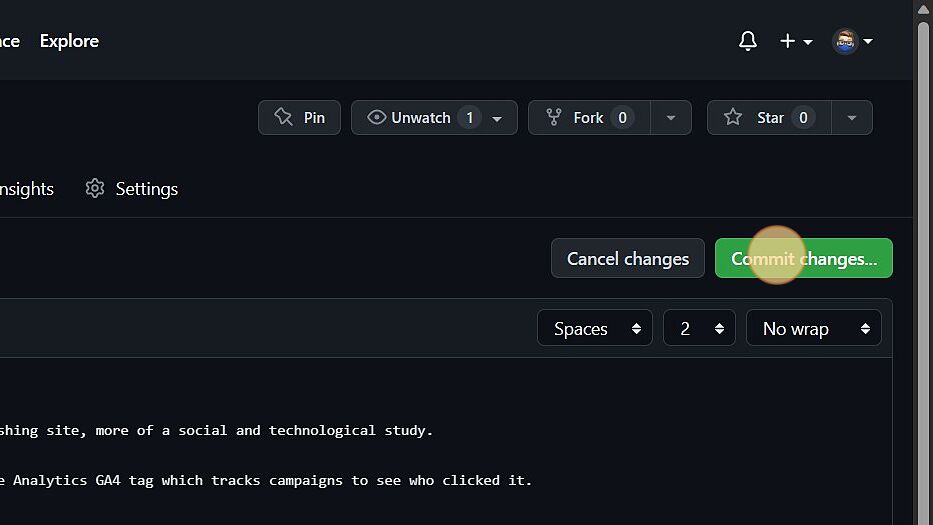 ce Explore
Pin Unwatch 1 Fork 0 Star 0
nsights Settings
Cancel changes Commit changes...
Spaces 2 No wrap
shing site, more of a social and technological study.
e Analytics GA4 tag which tracks campaigns to see who clicked it.